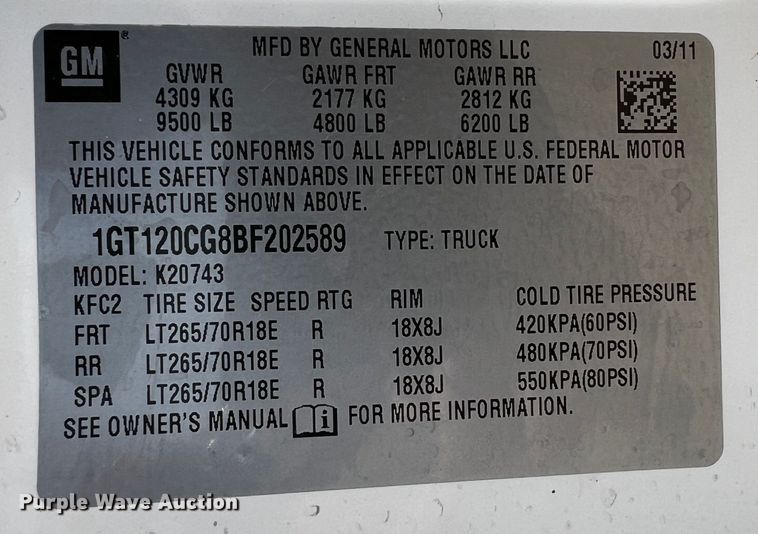 GM® MFD BY GENERAL MOTORS LLC 03/11
GVWR GAWR FRT GAWR RR
4309 KG 2177 KG 2812 KG
9500 LB 4800 LB 6200 LB
THIS VEHICLE CONFORMS TO ALL APPLICABLE U.S. FEDERAL MOTOR
VEHICLE SAFETY STANDARDS IN EFFECT ON THE DATE OF
MANUFACTURE SHOWN ABOVE.
1GT120CG8BF202589 TYPE: TRUCK
MODEL: K20743
KFC2 TIRE SIZE SPEED RTG RIM COLD TIRE PRESSURE
FRT LT265/70R18E R 18X8J 420KPA(60PSI)
RR LT265/70R18E R 18X8J 480KPA(70PSI)
SPA LT265/70R18E R 18X8J 550KPA(80PSI)
SEE OWNER'S MANUAL i FOR MORE INFORMATION.
Purple Wave Auction